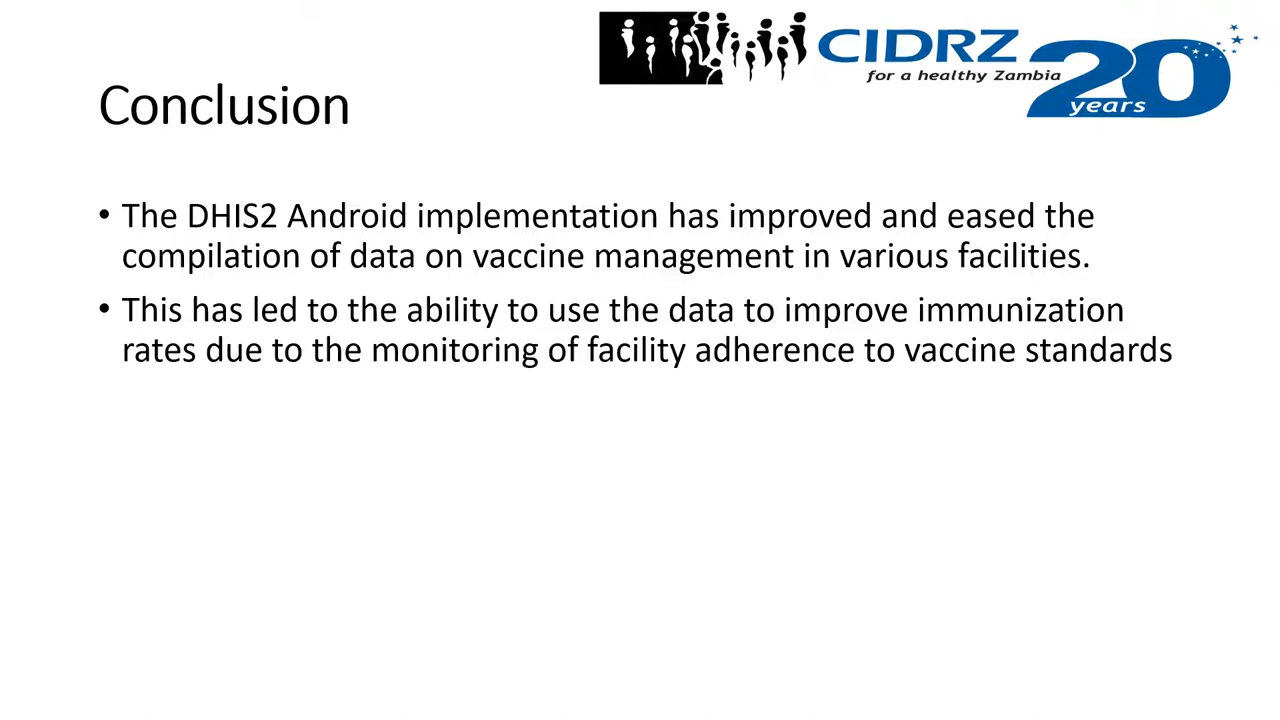 CIDRZ
for a healthy Zambia
20
years
Conclusion
• The DHIS2 Android implementation has improved and eased the
compilation of data on vaccine management in various facilities.
• This has led to the ability to use the data to improve immunization
rates due to the monitoring of facility adherence to vaccine standards